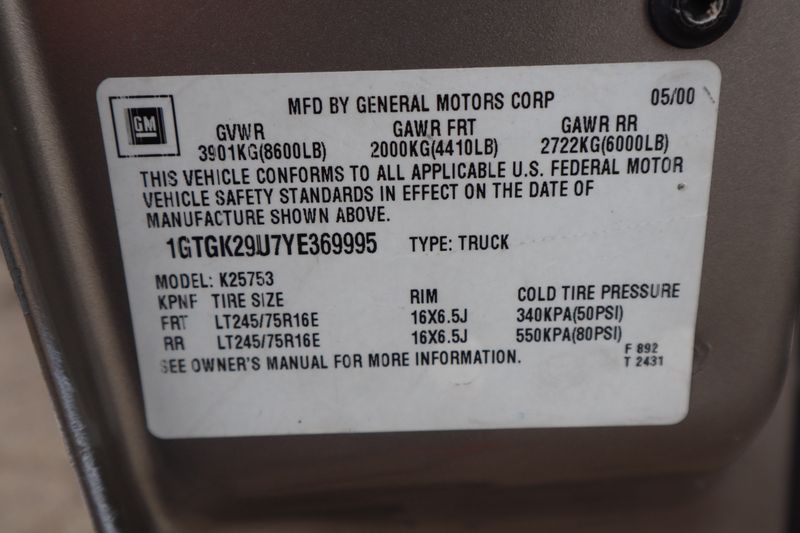 GM
MFD BY GENERAL MOTORS CORP 05/00
GVWR GAWR FRT GAWR RR
3901KG(8600LB) 2000KG(4410LB) 2722KG(6000LB)
THIS VEHICLE CONFORMS TO ALL APPLICABLE U.S. FEDERAL MOTOR
VEHICLE SAFETY STANDARDS IN EFFECT ON THE DATE OF
MANUFACTURE SHOWN ABOVE.
1GTGK29U7YE369995 TYPE: TRUCK
MODEL: K25753
KPNF TIRE SIZE RIM COLD TIRE PRESSURE
FRT LT245/75R16E 16X6.5J 340KPA(50PSI)
RR LT245/75R16E 16X6.5J 550KPA(80PSI)
SEE OWNER'S MANUAL FOR MORE INFORMATION.
F 892
T 2431